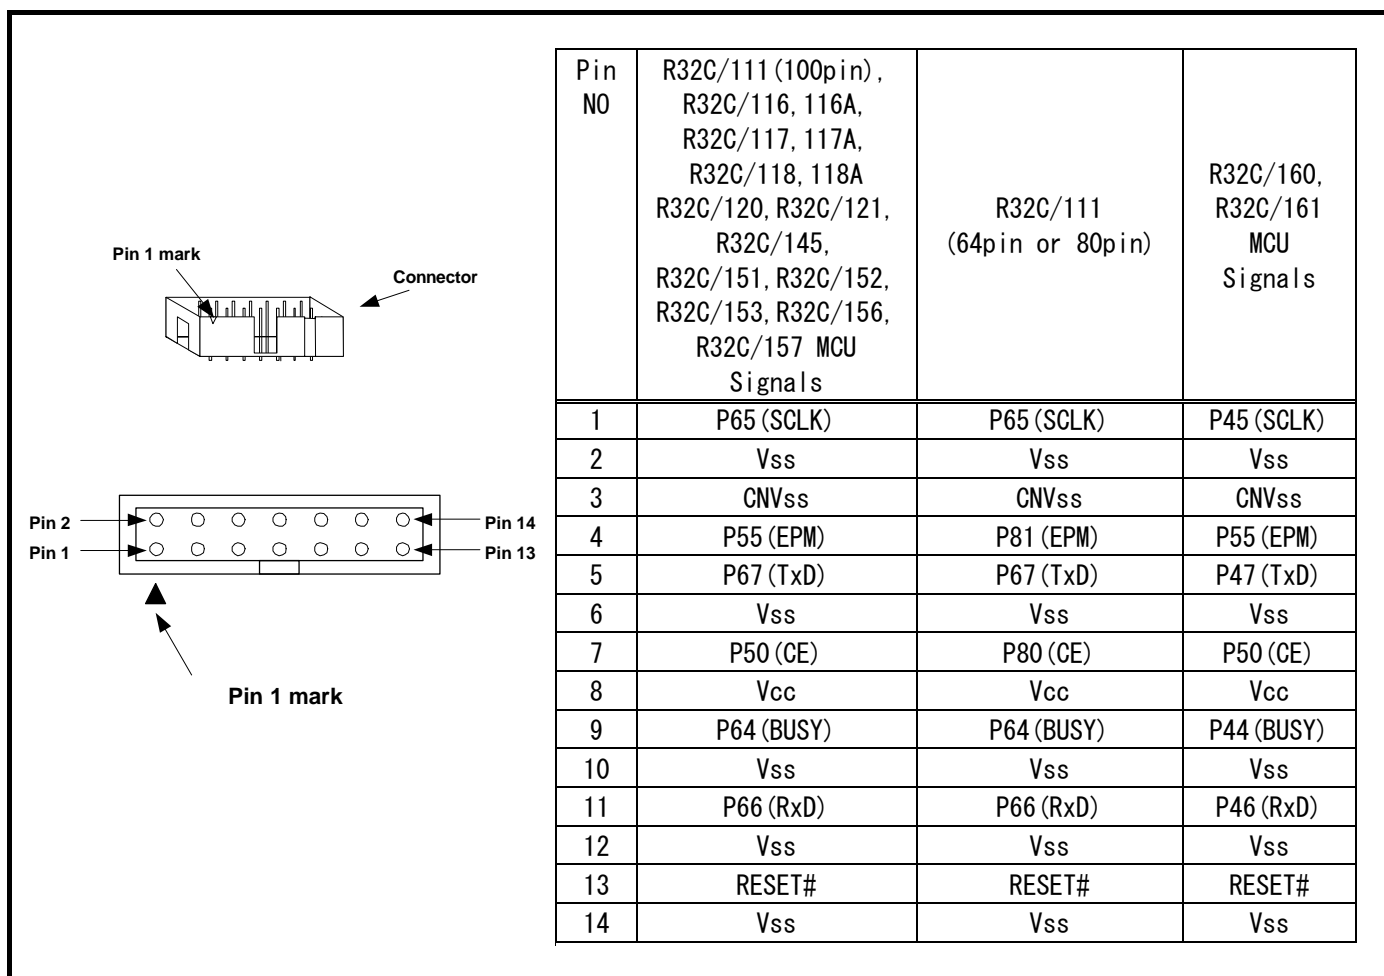 Pin 1 mark
Connector
Pin 2
Pin 14
Pin 1
Pin 13
Pin 1 mark
Pin NO
R32C/111(100pin),
R32C/116,116A,
R32C/117,117A,
R32C/118,118A
R32C/120,R32C/121,
R32C/145,
R32C/151,R32C/152,
R32C/153,R32C/156,
R32C/157 MCU
Signals
R32C/111
(64pin or 80pin)
R32C/160,
R32C/161
MCU
Signals
1 P65(SCLK) P65(SCLK) P45(SCLK)
2 Vss Vss Vss
3 CNVss CNVss CNVss
4 P55(EPM) P81(EPM) P55(EPM)
5 P67(TxD) P67(TxD) P47(TxD)
6 Vss Vss Vss
7 P50(CE) P80(CE) P50(CE)
8 Vcc Vcc Vcc
9 P64(BUSY) P64(BUSY) P44(BUSY)
10 Vss Vss Vss
11 P66(RxD) P66(RxD) P46(RxD)
12 Vss Vss Vss
13 RESET# RESET# RESET#
14 Vss Vss Vss